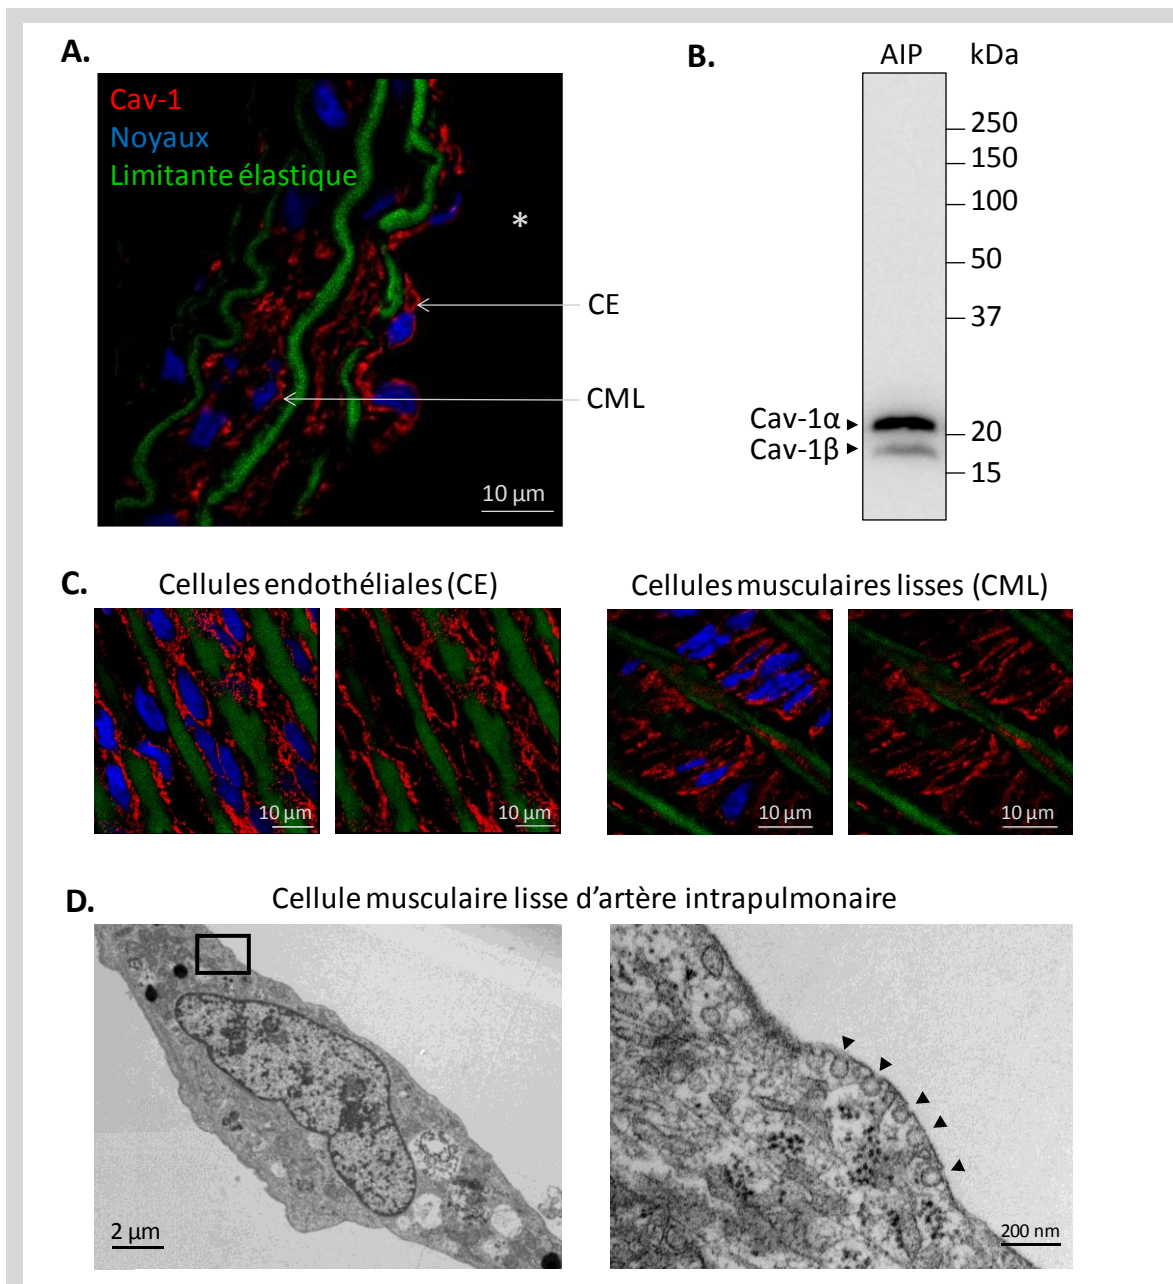 A.
Cav-1
Noyaux
Limitante élastique
*
CE
CML
10 µm
B.
AIP
kDa
250
150
100
50
37
20
15
Cav-1α
Cav-1β
C.
Cellules endothéliales (CE)
Cellules musculaires lisses (CML)
10 µm
10 µm
10 µm
10 µm
D.
Cellule musculaire lisse d’artère intrapulmonaire
2 µm
200 nm